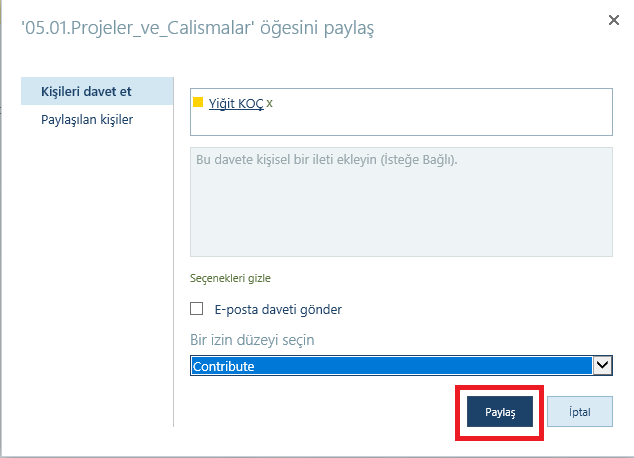 '05.01.Projeler_ve_Calismalar' öğesini paylaş
Kişileri davet et
Paylaşılan kişiler
Yiğit KOÇ x
Bu davete kişisel bir ileti ekleyin (İsteğe Bağlı).
Seçenekleri gizle
E-posta daveti gönder
Bir izin düzeyi seçin
Contribute
Paylaş
İptal